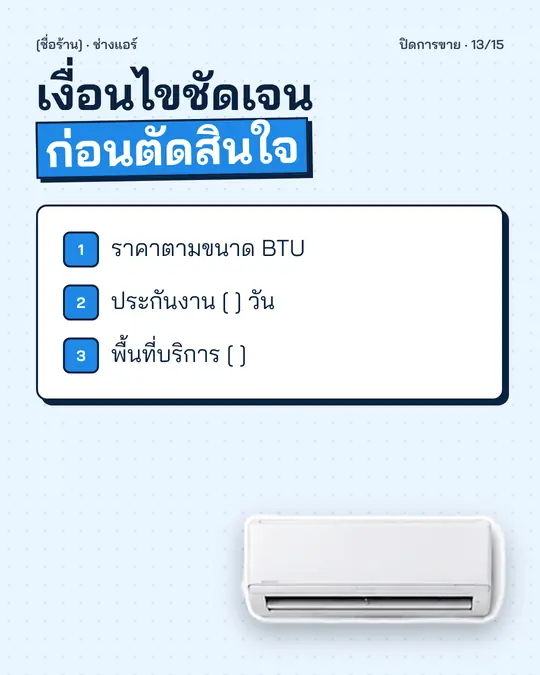 [ชื่อร้าน] · ช่างแอร์
ปิดการขาย · 13/15
เงื่อนไขชัดเจน
ก่อนตัดสินใจ
1 ราคาตามขนาด BTU
2 ประกันงาน [ ] วัน
3 พื้นที่บริการ [ ]